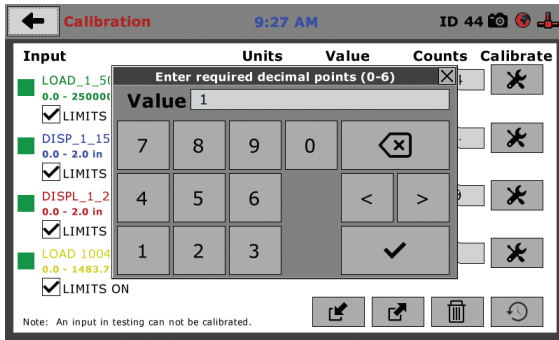 Calibration 9:27 AM ID 44
Input Units Value Counts Calibrate
Enter required decimal points (0-6)
Value 1
LOAD_1_50
0.0 - 250000
LIMITS
DISP_1_15
0.0 - 2.0 in
LIMITS
DISPL_1_2
0.0 - 2.0 in
LIMITS
LOAD 1004
0.0 - 1483.7
LIMITS ON
7 8 9 0
4 5 6 < >
1 2 3
Note: An input in testing can not be calibrated.